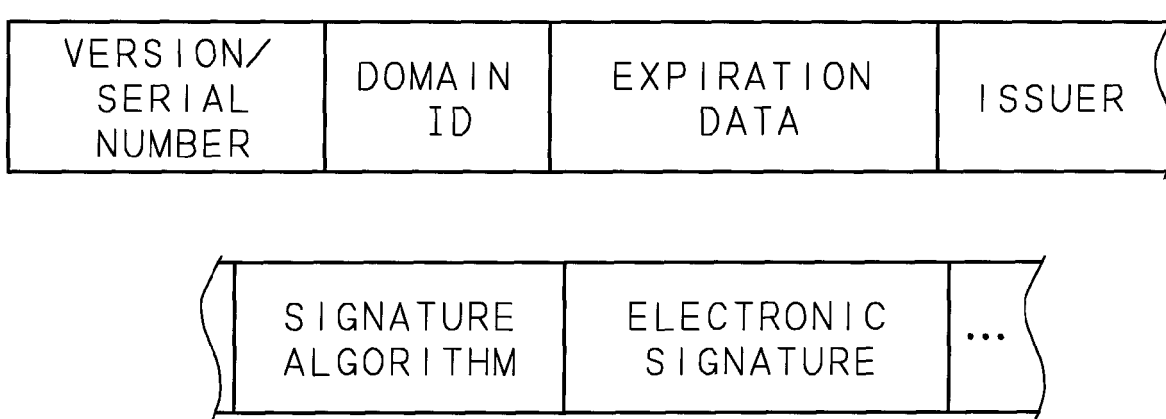 VERSION/ DOMAIN EXPIRATION ISSUER
SERIAL ID DATA
NUMBER
SIGNATURE ELECTRONIC ...
ALGORITHM SIGNATURE